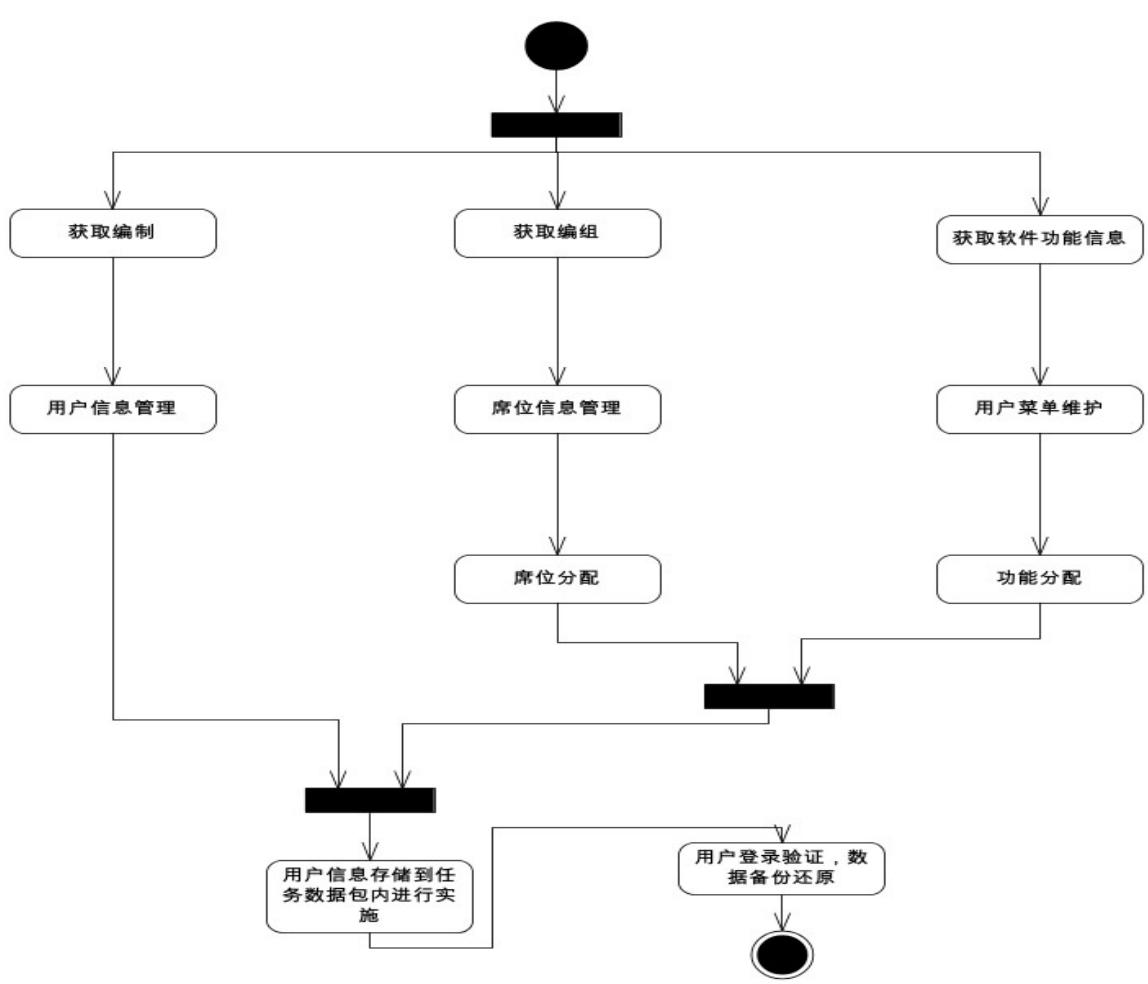 获取编制
获取编组
获取软件功能信息
用户信息管理
席位信息管理
用户菜单维护
席位分配
功能分配
用户信息存储到任
务数据包内进行实
施
用户登录验证，数
据备份还原